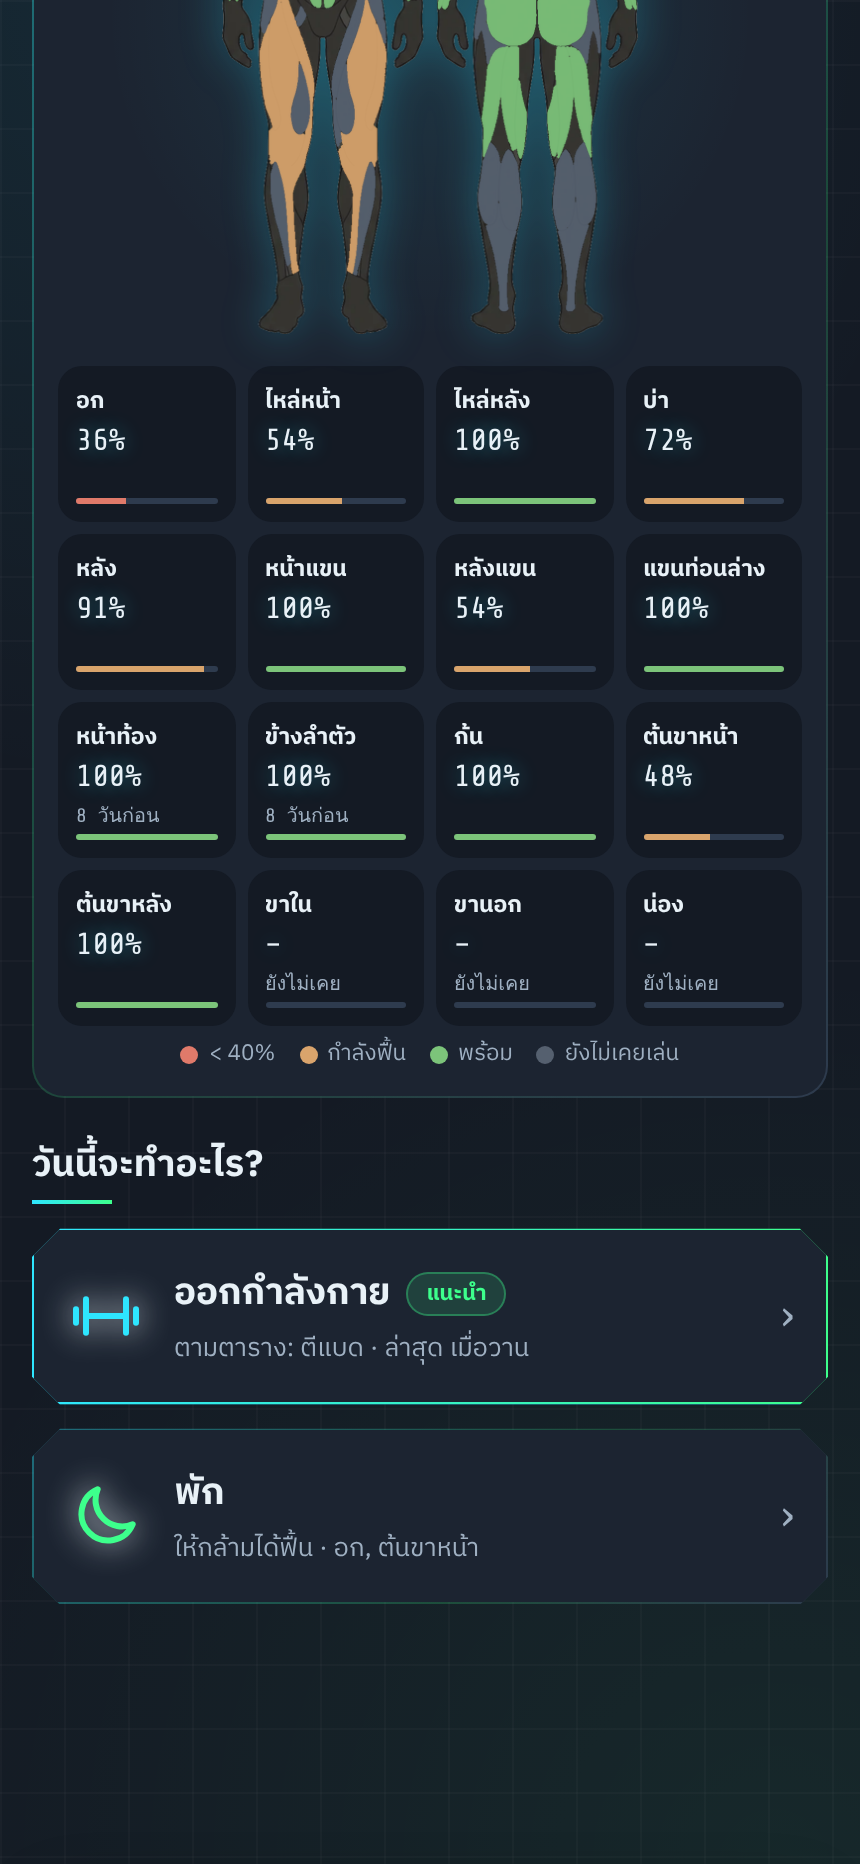 อก
36%
ไหล่หน้า
54%
ไหล่หลัง
100%
บ่า
72%
หลัง
91%
หน้าแขน
100%
หลังแขน
54%
แขนท่อนล่าง
100%
หน้าท้อง
100%
8 วันก่อน
ข้างลำตัว
100%
8 วันก่อน
ก้น
100%
ต้นขาหน้า
48%
ต้นขาหลัง
100%
ขาใน
–
ยังไม่เคย
ขานอก
–
ยังไม่เคย
น่อง
–
ยังไม่เคย
< 40% กำลังฟื้น พร้อม ยังไม่เคยเล่น
วันนี้จะทำอะไร?
ออกกำลังกาย แนะนำ
ตามตาราง: ตีแบด · ล่าสุด เมื่อวาน
พัก
ให้กล้ามได้ฟื้น · อก, ต้นขาหน้า